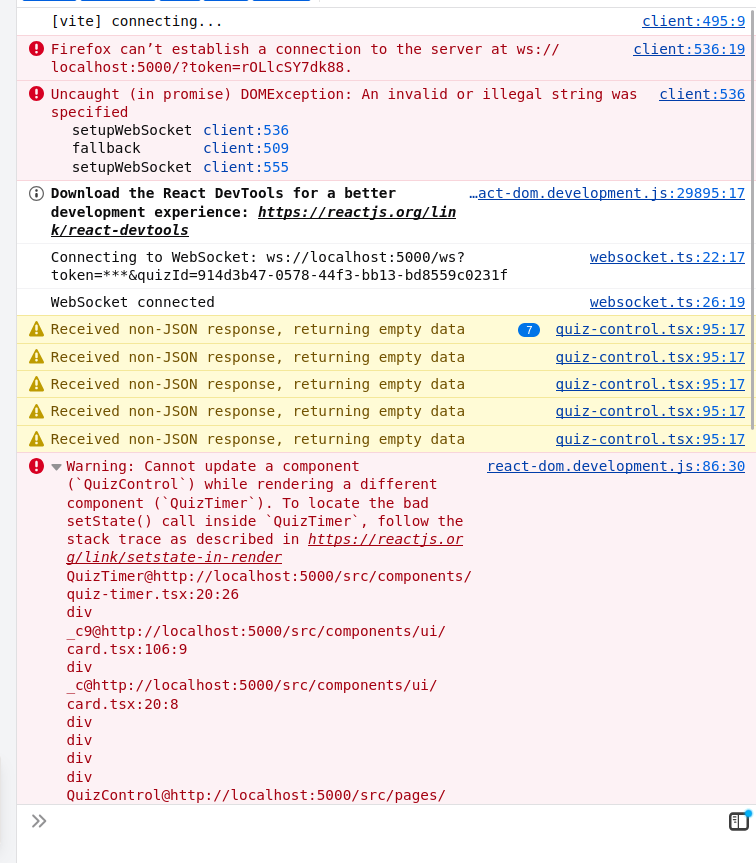 [vite] connecting... client:495:9
Firefox can’t establish a connection to the server at ws:// client:536:19
localhost:5000/?token=rOLlcSY7dk88.
Uncaught (in promise) DOMException: An invalid or illegal string was client:536
specified
setupWebSocket client:536
fallback client:509
setupWebSocket client:555
Download the React DevTools for a better …act-dom.development.js:29895:17
development experience: https://reactjs.org/lin
k/react-devtools
Connecting to WebSocket: ws://localhost:5000/ws? websocket.ts:22:17
token=***&quizId=914d3b47-0578-44f3-bb13-bd8559c0231f
WebSocket connected websocket.ts:26:19
Received non-JSON response, returning empty data 7 quiz-control.tsx:95:17
Received non-JSON response, returning empty data quiz-control.tsx:95:17
Received non-JSON response, returning empty data quiz-control.tsx:95:17
Received non-JSON response, returning empty data quiz-control.tsx:95:17
Received non-JSON response, returning empty data quiz-control.tsx:95:17
Warning: Cannot update a component react-dom.development.js:86:30
(`QuizControl`) while rendering a different
component (`QuizTimer`). To locate the bad
setState() call inside `QuizTimer`, follow the
stack trace as described in https://reactjs.or
g/link/setstate-in-render
QuizTimer@http://localhost:5000/src/components/
quiz-timer.tsx:20:26
div
_c9@http://localhost:5000/src/components/ui/
card.tsx:106:9
div
_c@http://localhost:5000/src/components/ui/
card.tsx:20:8
div
div
div
div
QuizControl@http://localhost:5000/src/pages/